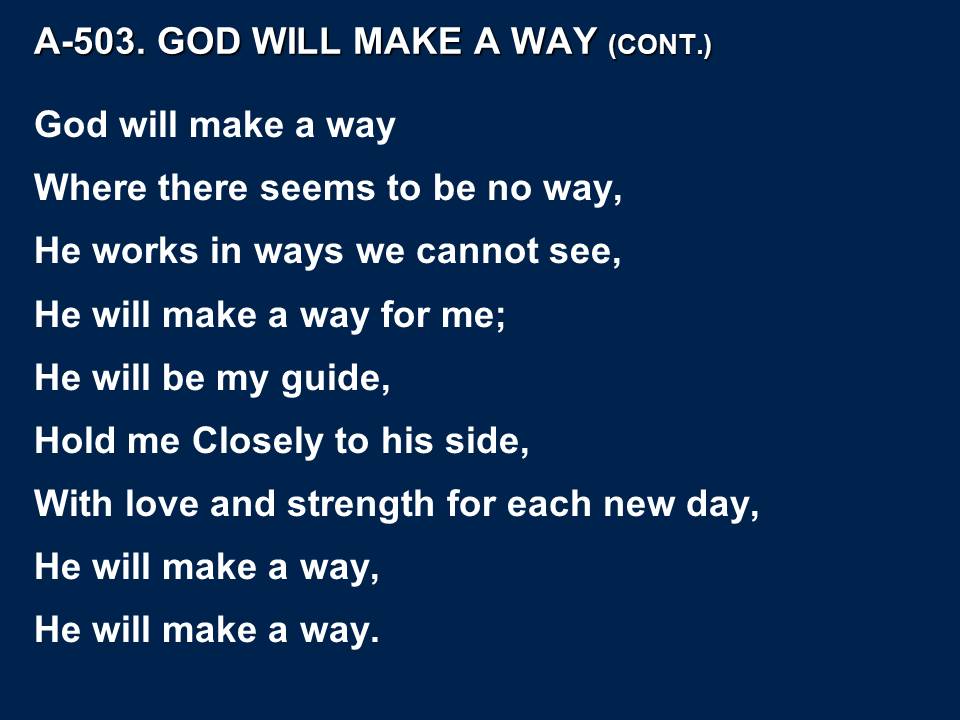 A-503. GOD WILL MAKE A WAY (CONT.)
God will make a way
Where there seems to be no way,
He works in ways we cannot see,
He will make a way for me;
He will be my guide,
Hold me Closely to his side,
With love and strength for each new day,
He will make a way,
He will make a way.